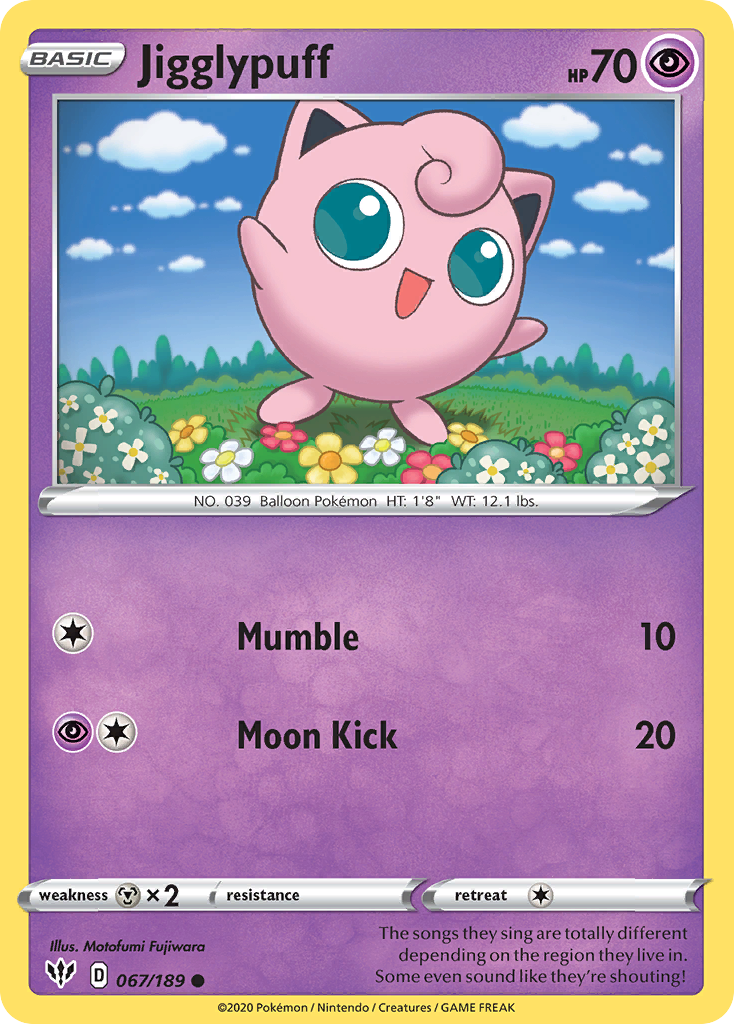 BASIC Jigglypuff HP 70
NO. 039 Balloon Pokémon HT: 1'8" WT: 12.1 lbs.
Mumble 10
Moon Kick 20
weakness ×2 resistance retreat
Illus. Motofumi Fujiwara
The songs they sing are totally different
depending on the region they live in.
Some even sound like they're shouting!
D 067/189
©2020 Pokémon / Nintendo / Creatures / GAME FREAK